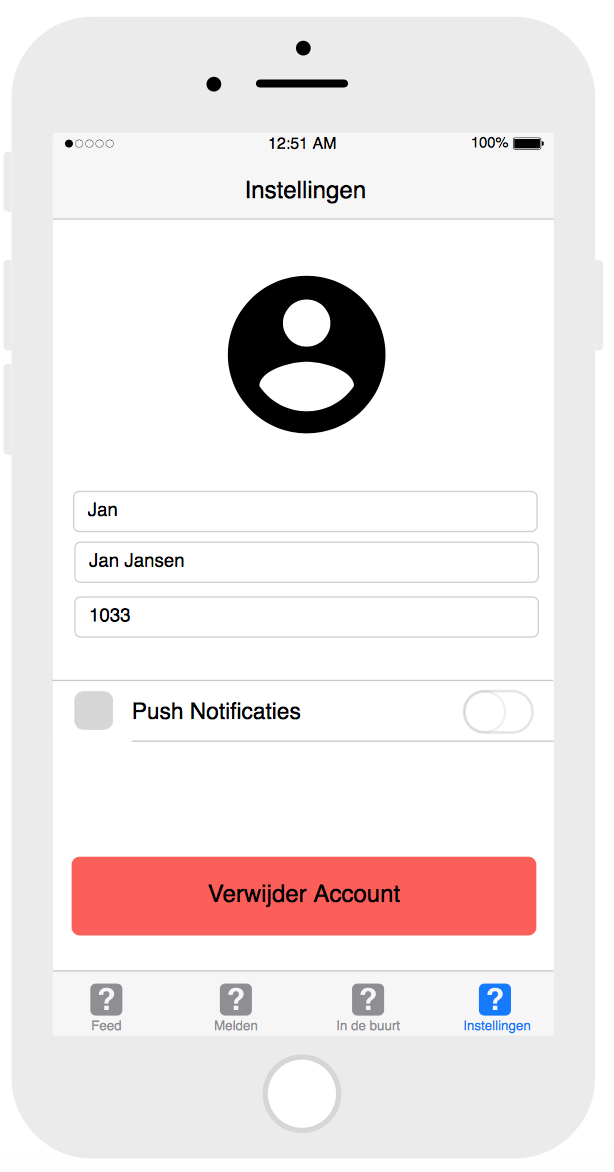 12:51 AM 100%
Instellingen
Jan
Jan Jansen
1033
Push Notificaties
Verwijder Account
? ? ? ?
Feed Melden In de buurt Instellingen